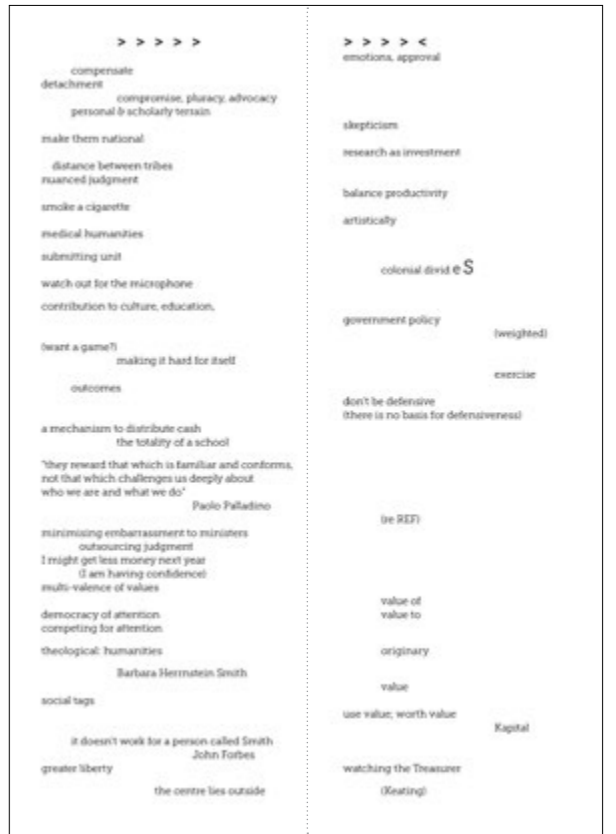 > > > > >
compensate
detachment
compromise, pluracy, advocacy
personal & scholarly terrain
make them national
distance between tribes
nuanced judgment
smoke a cigarette
medical humanities
submitting unit
watch out for the microphone
contribution to culture, education,
(want a game?)
making it hard for itself
outcomes
a mechanism to distribute cash
the totality of a school
"they reward that which is familiar and conforms,
not that which challenges us deeply about
who we are and what we do"
Paolo Palladino
minimising embarrassment to ministers
outsourcing judgment
I might get less money next year
(I am having confidence)
multi-valence of values
democracy of attention
competing for attention
theological: humanities
Barbara Herrnstein Smith
social tags
it doesn't work for a person called Smith
John Forbes
greater liberty
the centre lies outside
> > > > <
emotions, approval
skepticism
research as investment
balance productivity
artistically
colonial divid e S
government policy
(weighted)
exercise
don't be defensive
(there is no basis for defensiveness)
(re REF)
value of
value to
originary
value
use value; worth value
Kapital
watching the Treasurer
(Keating)